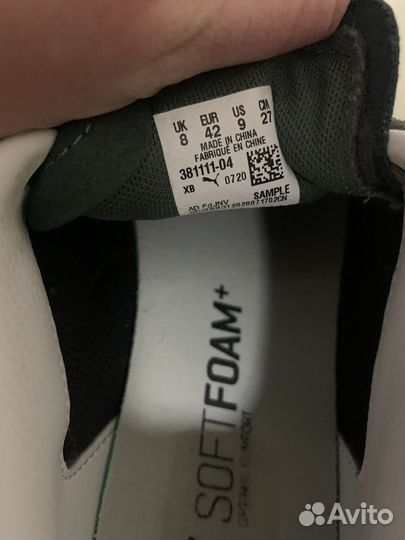 UK EUR US CM
8 42 9 27
MADE IN CHINA
FABRIQUÉ EN CHINE
381111-04
XB 0720
SAMPLE
SOFTFOAM+
Avito